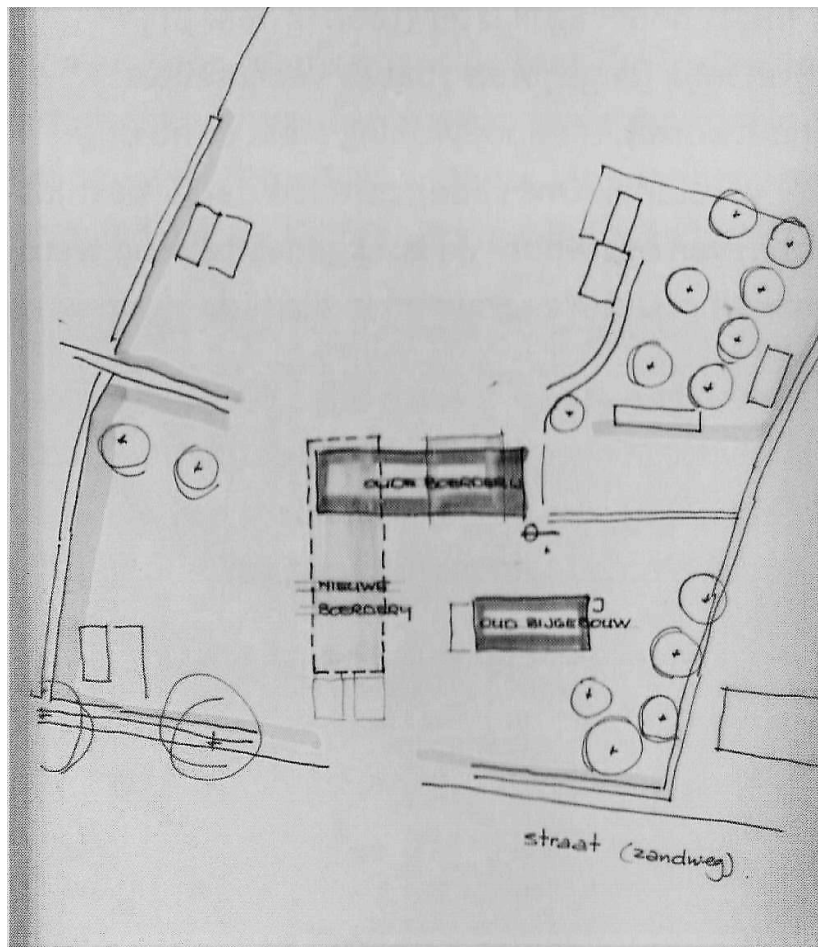 OUDE BOERDERIJ
NIEUWE
BOERDERIJ
OUD BIJGEBOUW
straat (zandweg)